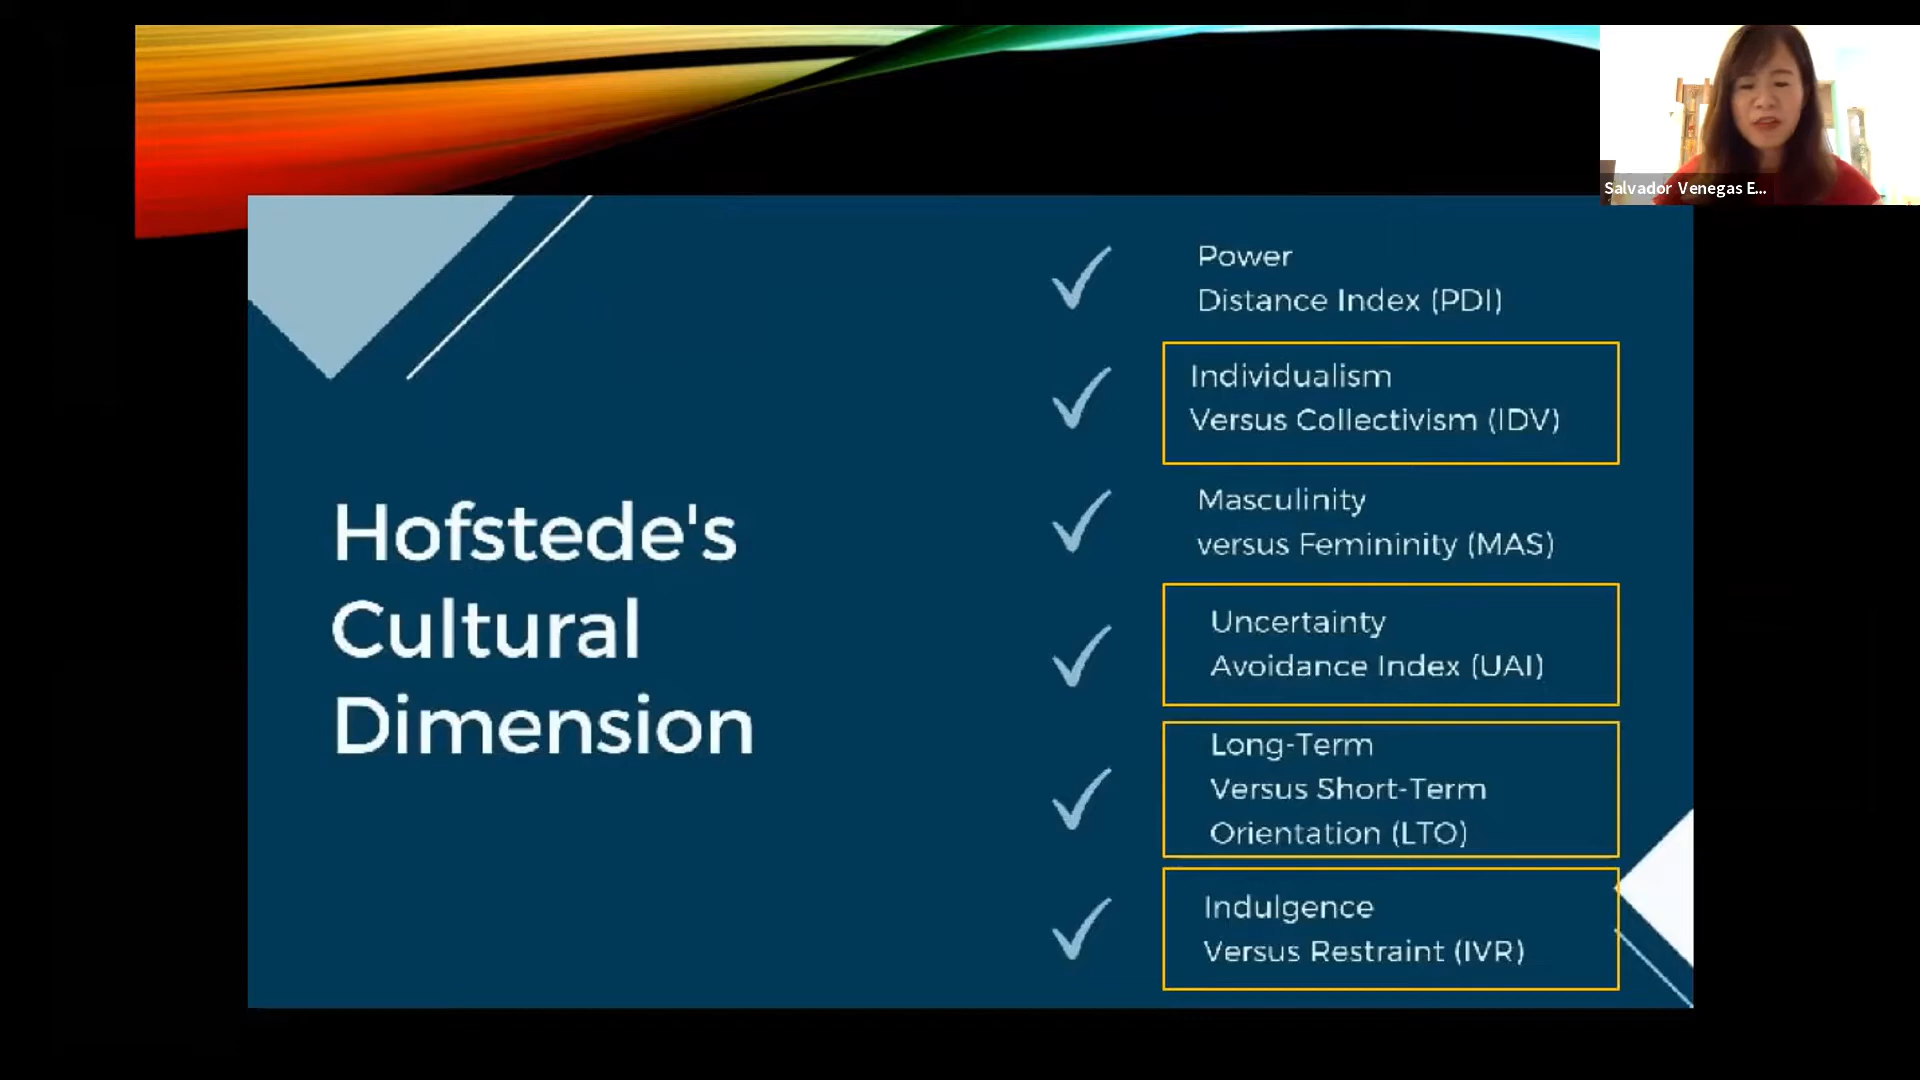 Salvador Venegas E...
Hofstede's
Cultural
Dimension
Power
Distance Index (PDI)
Individualism
Versus Collectivism (IDV)
Masculinity
versus Femininity (MAS)
Uncertainty
Avoidance Index (UAI)
Long-Term
Versus Short-Term
Orientation (LTO)
Indulgence
Versus Restraint (IVR)